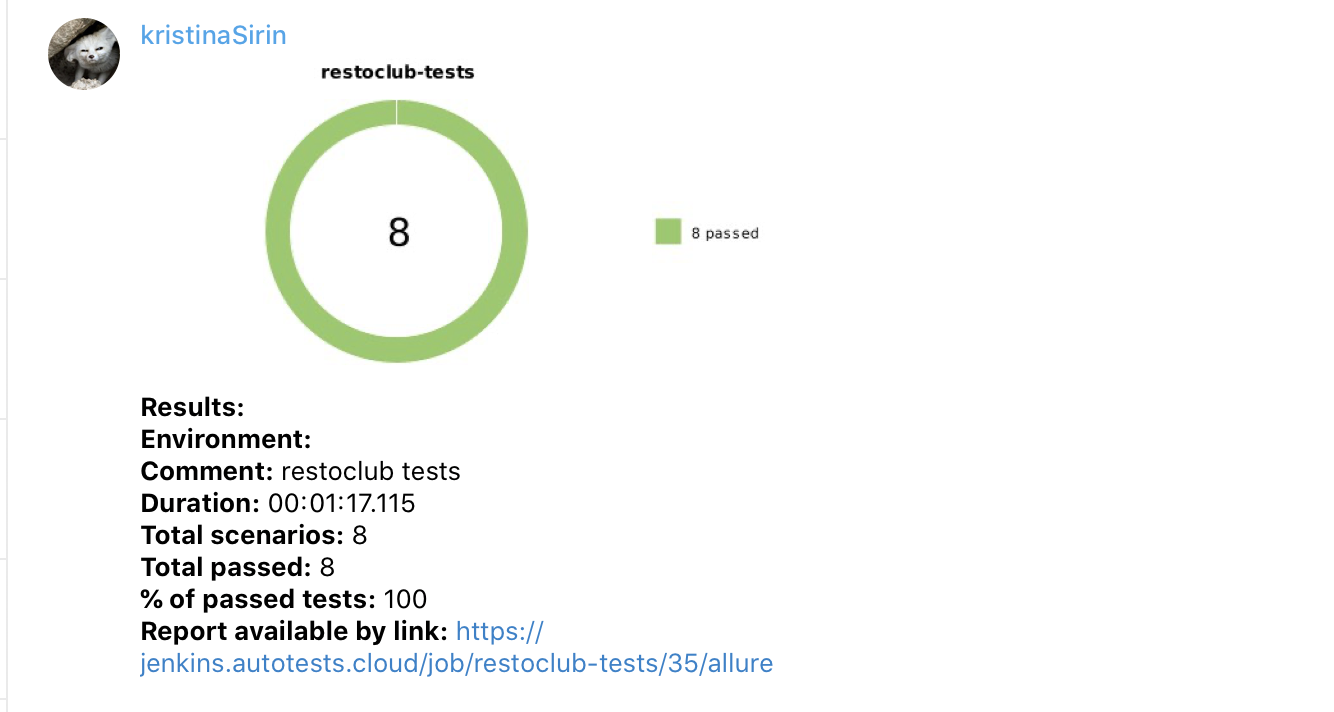 kristinaSirin
restoclub-tests
8
8 passed
Results:
Environment:
Comment: restoclub tests
Duration: 00:01:17.115
Total scenarios: 8
Total passed: 8
% of passed tests: 100
Report available by link: https://
jenkins.autotests.cloud/job/restoclub-tests/35/allure